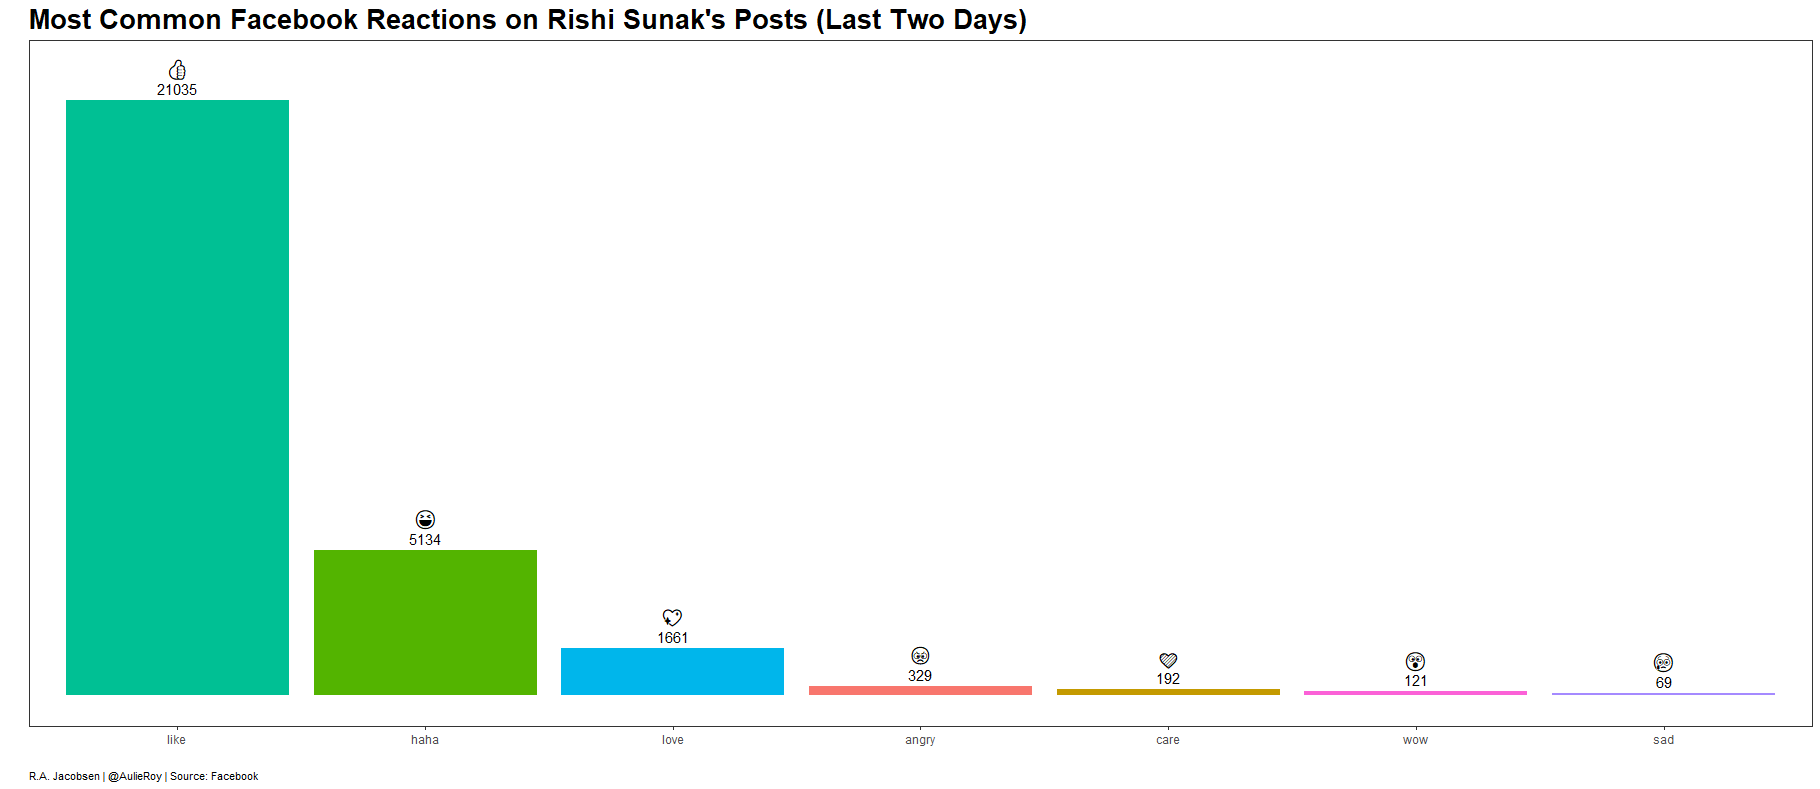 Most Common Facebook Reactions on Rishi Sunak's Posts (Last Two Days)
21035
5134
1661
329
192
121
69
like
haha
love
angry
care
wow
sad
R.A. Jacobsen | @AulieRoy | Source: Facebook